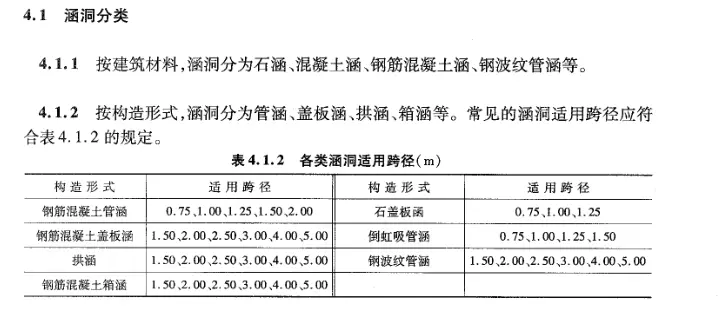 4.1 涵洞分类
4.1.1 按建筑材料,涵洞分为石涵、混凝土涵、钢筋混凝土涵、钢波纹管涵等。
4.1.2 按构造形式,涵洞分为管涵、盖板涵、拱涵、箱涵等。常见的涵洞适用跨径应符
合表4.1.2的规定。
表4.1.2 各类涵洞适用跨径(m)
构造形式 适用跨径 构造形式 适用跨径
钢筋混凝土管涵 0.75、1.00、1.25、1.50、2.00 石盖板涵 0.75、1.00、1.25
钢筋混凝土盖板涵 1.50、2.00、2.50、3.00、4.00、5.00 倒虹吸管涵 0.75、1.00、1.25、1.50
拱涵 1.50、2.00、2.50、3.00、4.00、5.00 钢波纹管涵 1.50、2.00、2.50、3.00、4.00、5.00
钢筋混凝土箱涵 1.50、2.00、2.50、3.00、4.00、5.00